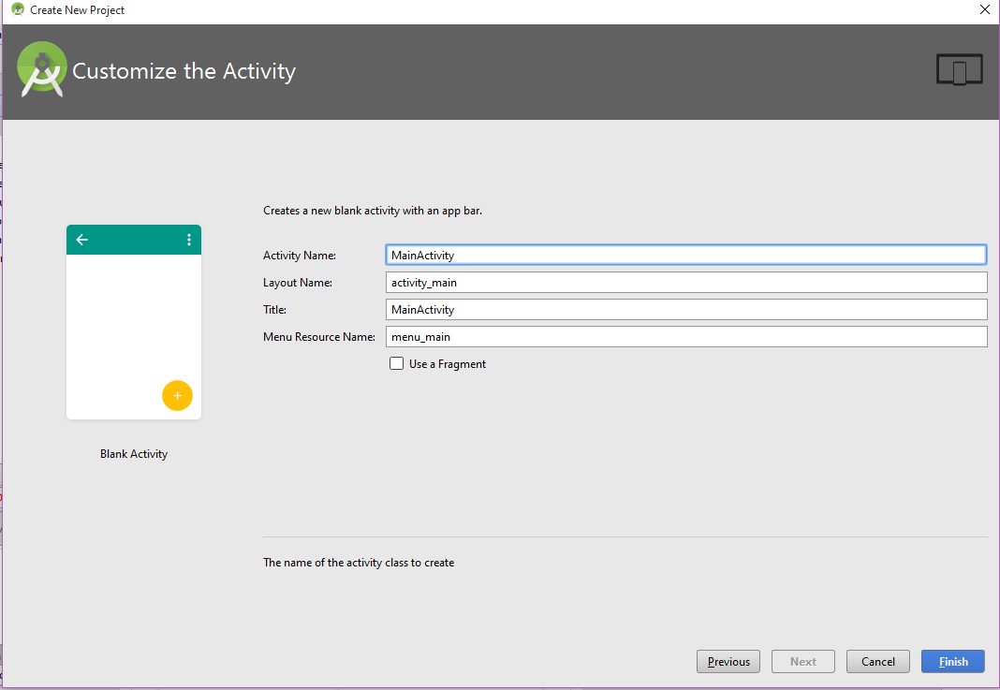 Create New Project
Customize the Activity
Creates a new blank activity with an app bar.
Activity Name: MainActivity
Layout Name: activity_main
Title: MainActivity
Menu Resource Name: menu_main
Use a Fragment
Blank Activity
The name of the activity class to create
Previous Next Cancel Finish